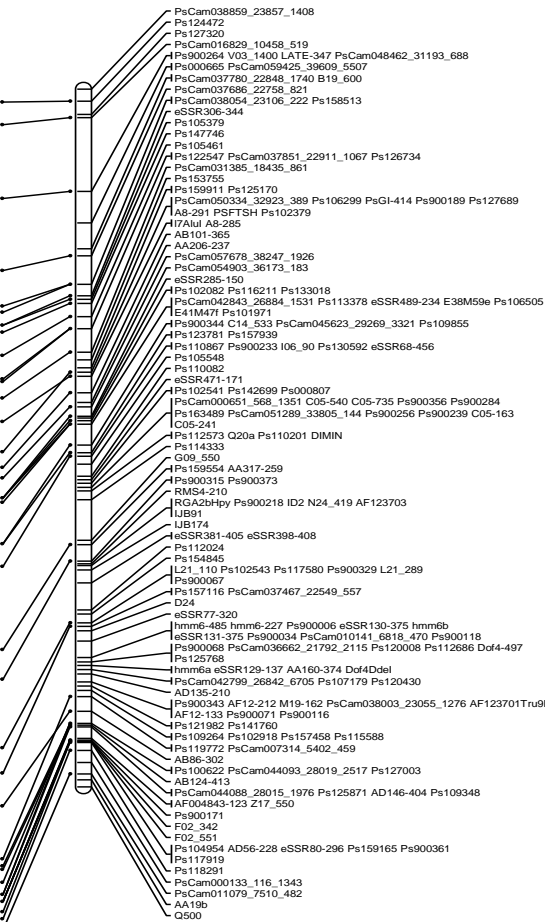 PsCam038859_23857_1408
Ps124472
Ps127320
PsCam016829_10458_519
Ps900264 V03_1400 LATE-347 PsCam048462_31193_688
Ps000665 PsCam059425_39609_5507
PsCam037780_22848_1740 B19_600
PsCam037686_22758_821
PsCam038054_23106_222 Ps158513
eSSR306-344
Ps105379
Ps147746
Ps105461
Ps122547 PsCam037851_22911_1067 Ps126734
PsCam031385_18435_861
Ps153755
Ps159911 Ps125170
PsCam050334_32923_389 Ps106299 PsGI-414 Ps900189 Ps127689
A8-291 PSFTSH Ps102379
I7AluI A8-285
AB101-365
AA206-237
PsCam057678_38247_1926
PsCam054903_36173_183
eSSR285-150
Ps102082 Ps116211 Ps133018
PsCam042843_26884_1531 Ps113378 eSSR489-234 E38M59e Ps106505
E41M47f Ps101971
Ps900344 C14_533 PsCam045623_29269_3321 Ps109855
Ps123781 Ps157939
Ps110867 Ps900233 I06_90 Ps130592 eSSR68-456
Ps105548
Ps110082
eSSR471-171
Ps102541 Ps142699 Ps000807
PsCam000651_568_1351 C05-540 C05-735 Ps900356 Ps900284
Ps163489 PsCam051289_33805_144 Ps900256 Ps900239 C05-163
C05-241
Ps112573 Q20a Ps110201 DIMIN
Ps114333
G09_550
Ps159554 AA317-259
Ps900315 Ps900373
RMS4-210
RGA2bHpy Ps900218 ID2 N24_419 AF123703
IJB91
IJB174
eSSR381-405 eSSR398-408
Ps112024
Ps154845
L21_110 Ps102543 Ps117580 Ps900329 L21_289
Ps900067
Ps157116 PsCam037467_22549_557
D24
eSSR77-320
hmm6-485 hmm6-227 Ps900006 eSSR130-375 hmm6b
eSSR131-375 Ps900034 PsCam010141_6818_470 Ps900118
Ps900068 PsCam036662_21792_2115 Ps120008 Ps112686 Dof4-497
Ps125768
hmm6a eSSR129-137 AA160-374 Dof4DdeI
PsCam042799_26842_6705 Ps107179 Ps120430
AD135-210
Ps900343 AF12-212 M19-162 PsCam038003_23055_1276 AF123701Tru9I
AF12-133 Ps900071 Ps900116
Ps121982 Ps141760
Ps109264 Ps102918 Ps157458 Ps115588
Ps119772 PsCam007314_5402_459
AB86-302
Ps100622 PsCam044093_28019_2517 Ps127003
AB124-413
PsCam044088_28015_1976 Ps125871 AD146-404 Ps109348
AF004843-123 Z17_550
Ps900171
F02_342
F02_551
Ps104954 AD56-228 eSSR80-296 Ps159165 Ps900361
Ps117919
Ps118291
PsCam000133_116_1343
PsCam011079_7510_482
AA19b
Q500